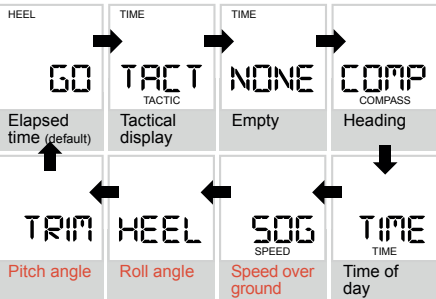 HEEL
GO
Elapsed
time (default)
TIME
TACT
TACTIC
Tactical
display
TIME
NONE
Empty
COMP
COMPASS
Heading
TRIM
Pitch angle
HEEL
Roll angle
SOG
SPEED
Speed over
ground
TIME
TIME
Time of
day